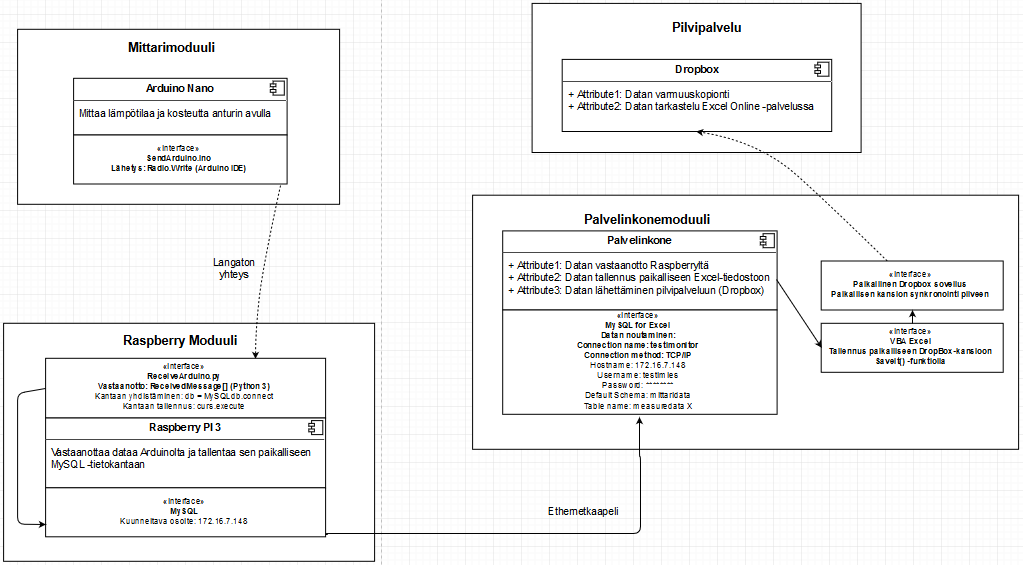 Mittarimoduuli
Arduino Nano
Mittaa lämpötilaa ja kosteutta anturin avulla
«Interface»
SendArduino.ino
Lähetys: Radio.Write (Arduino IDE)
Langaton
yhteys
Raspberry Moduuli
«Interface»
ReceiveArduino.py
Vastaanotto: ReceivedMessage[] (Python 3)
Kantaan yhdistäminen: db = MySQLdb.connect
Kantaan tallennus: curs.execute
Raspberry PI 3
Vastaanottaa dataa Arduinolta ja tallentaa sen paikalliseen
MySQL -tietokantaan
«Interface»
MySQL
Kuunneltava osoite: 172.16.7.148
Ethernetkaapeli
Pilvipalvelu
Dropbox
+ Attribute1: Datan varmuuskopionti
+ Attribute2: Datan tarkastelu Excel Online -palvelussa
Palvelinkonemoduuli
Palvelinkone
+ Attribute1: Datan vastaanotto Raspberryltä
+ Attribute2: Datan tallennus paikalliseen Excel-tiedostoon
+ Attribute3: Datan lähettäminen pilvipalveluun (Dropbox)
«Interface»
MySQL for Excel
Datan noutaminen:
Connection name: testimonitor
Connection method: TCP/IP
Hostname: 172.16.7.148
Username: testimies
Password: ********
Default Schema: mittaridata
Table name: measuredata X
«Interface»
Paikallinen Dropbox sovellus
Paikallisen kansion synkronointi pilveen
«Interface»
VBA Excel
Tallennus paikalliseen DropBox-kansioon
SaveIt() -funktiolla